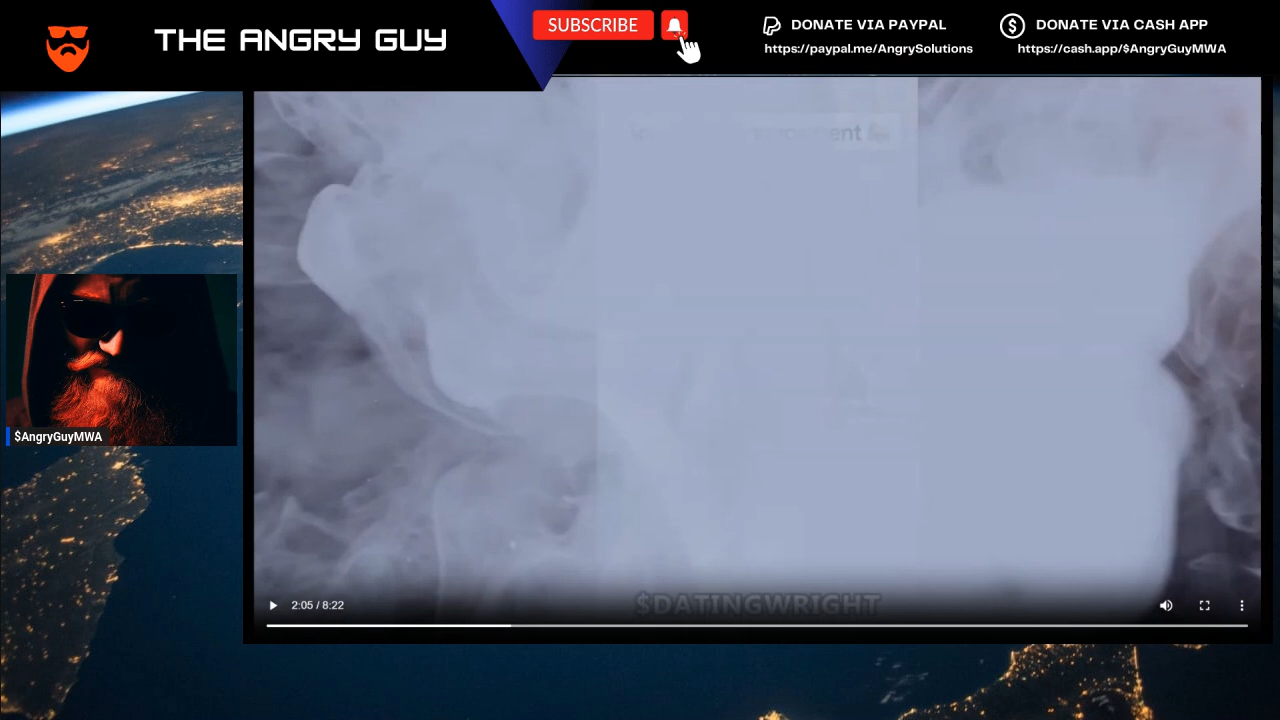 THE ANGRY GUY
SUBSCRIBE
DONATE VIA PAYPAL
https://paypal.me/AngrySolutions
DONATE VIA CASH APP
https://cash.app/$AngryGuyMWA
$AngryGuyMWA
2:05 / 8:22
$DATINGWRIGHT